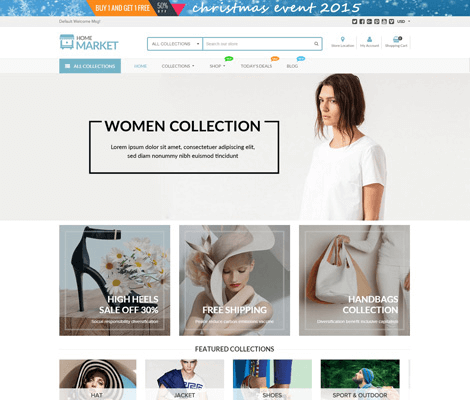 BUY 1 AND GET 1 FREE 50% OFF christmas event 2015
Default Welcome Msg!
USD
HOME
MARKET
ALL COLLECTIONS
Search our store
Store Location
My Account
Shopping Cart
ALL COLLECTIONS
HOME
COLLECTIONS
SHOP
TODAY'S DEALS
BLOG
WOMEN COLLECTION
Lorem ipsum dolor sit amet, consectetuer adipiscing elit,
sed diam nonummy nibh euismod tincidunt
HIGH HEELS
SALE OFF 30%
Social responsibility diversification
FREE SHIPPING
HANDBAGS
COLLECTION
FEATURED COLLECTIONS
HAT
JACKET
SHOES
SPORT & OUTDOOR